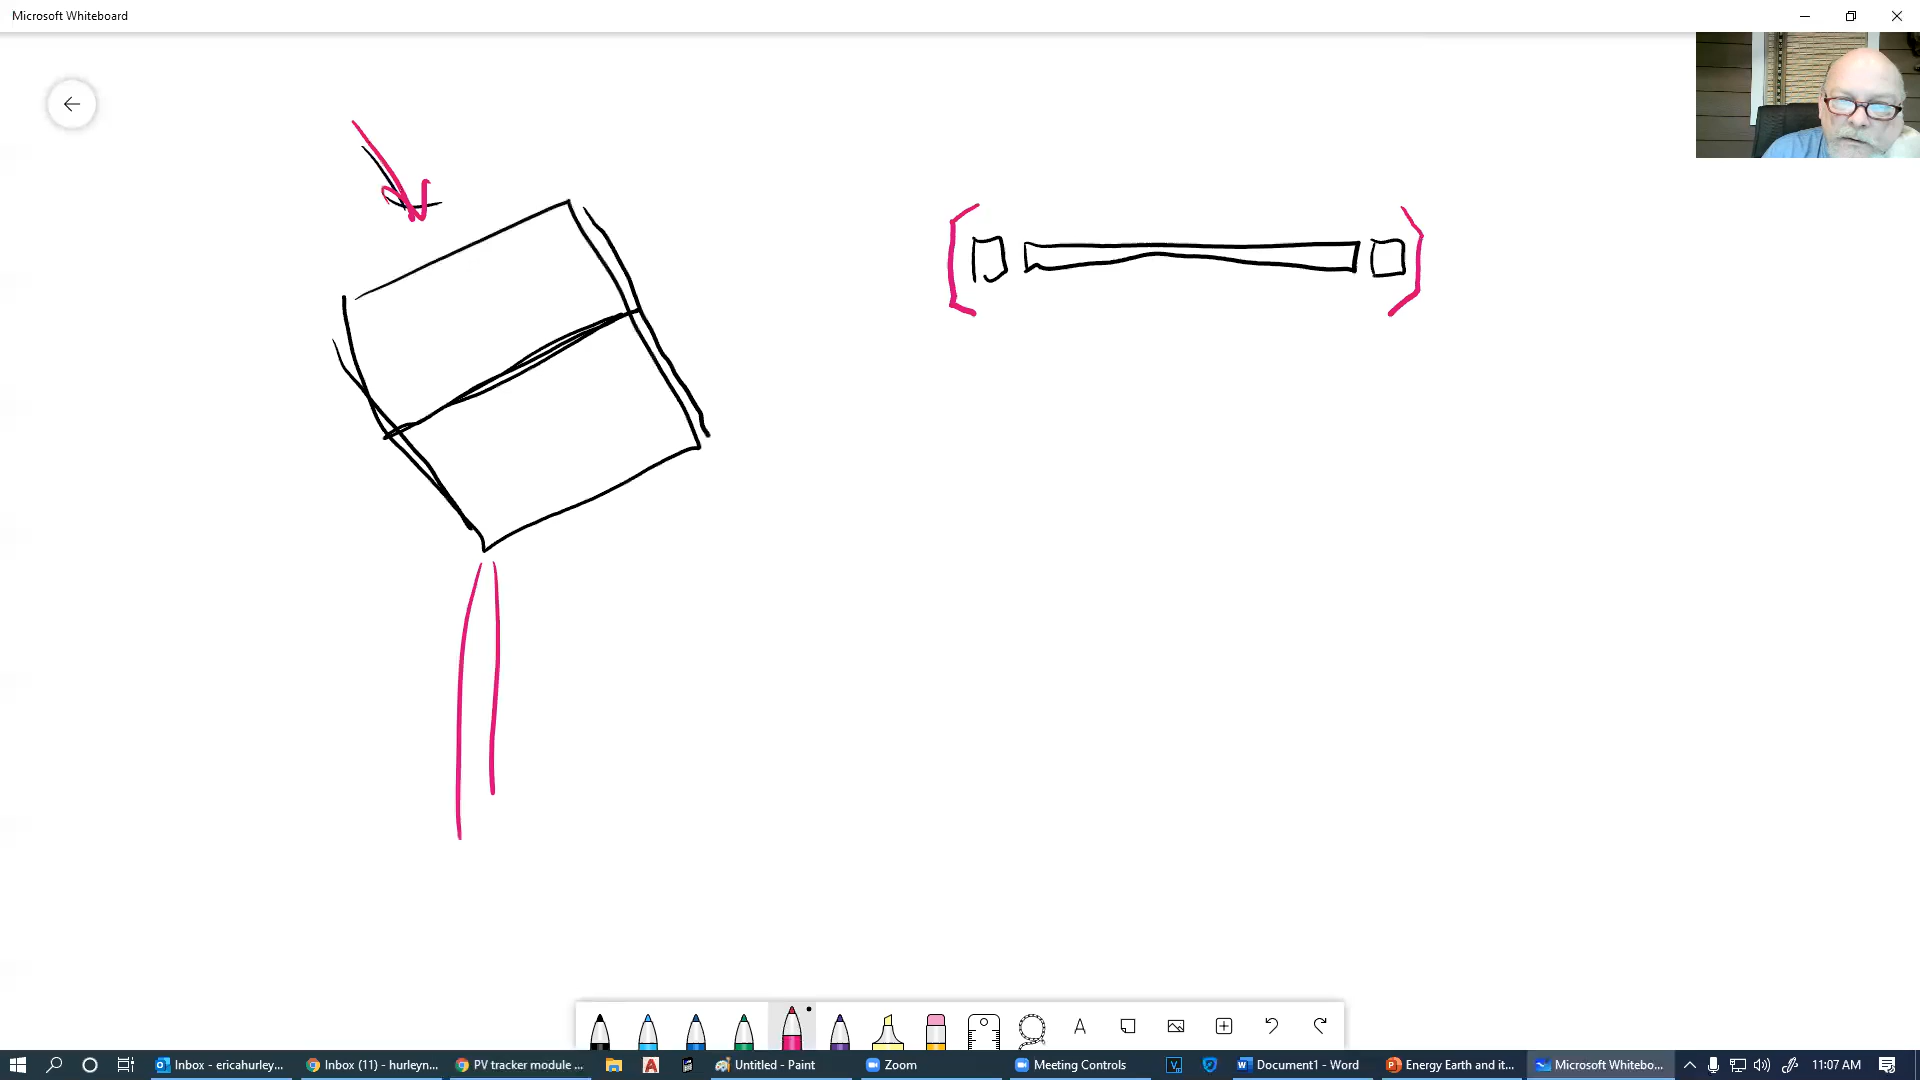 Microsoft Whiteboard
A
Inbox - ericahurley...
Inbox (11) - hurleyn...
PV tracker module ...
Untitled - Paint
Zoom
Meeting Controls
Document1 - Word
Energy Earth and it...
Microsoft Whitebo...
11:07 AM